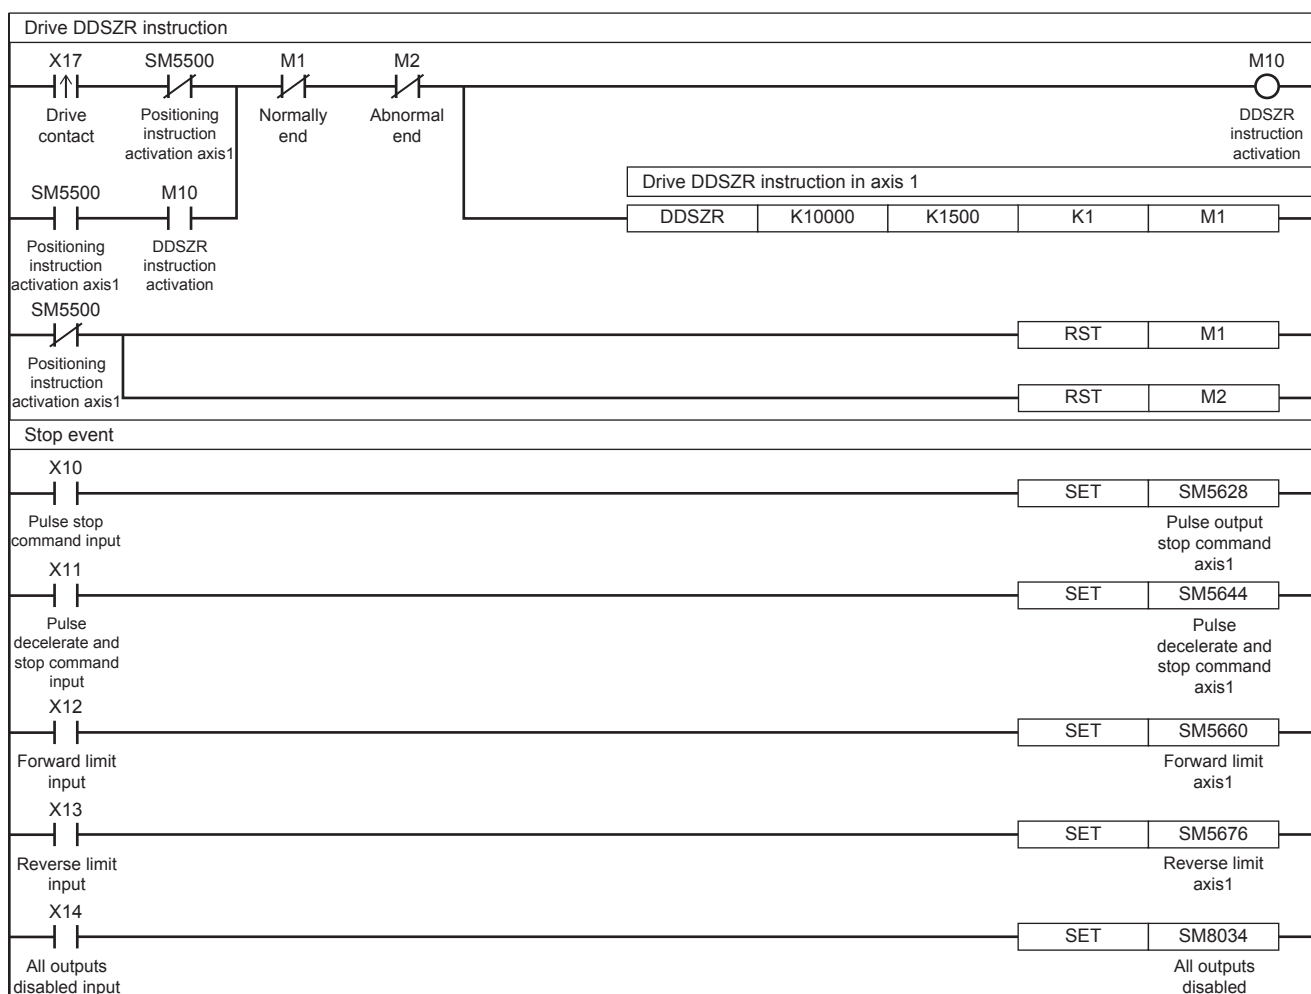 Drive DDSZR instruction
X17 SM5500 M1 M2 M10
Drive contact
Positioning instruction activation axis1
Normally end
Abnormal end
DDSZR instruction activation
Drive DDSZR instruction in axis 1
SM5500 M10
DDSZR K10000 K1500 K1 M1
Positioning instruction activation axis1
DDSZR instruction activation
SM5500
RST M1
Positioning instruction activation axis1
RST M2
Stop event
X10
SET SM5628
Pulse stop command input
Pulse output stop command axis1
X11
SET SM5644
Pulse decelerate and stop command input
Pulse decelerate and stop command axis1
X12
SET SM5660
Forward limit input
Forward limit axis1
X13
SET SM5676
Reverse limit input
Reverse limit axis1
X14
SET SM8034
All outputs disabled input
All outputs disabled